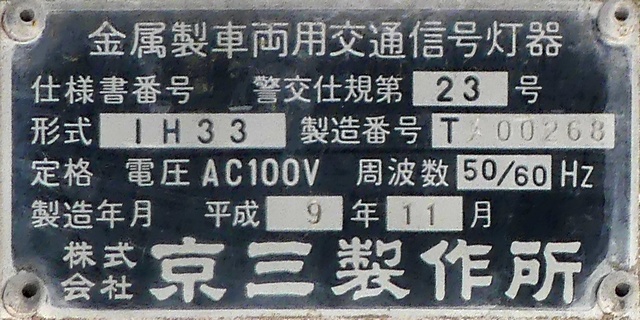 金属製車両用交通信号灯器
仕様書番号 警交仕規第 23 号
形式 1H33 製造番号 TA00268
定格 電圧 AC100V 周波数 50/60 Hz
製造年月 平成 9 年 11 月
株式会社 京三製作所